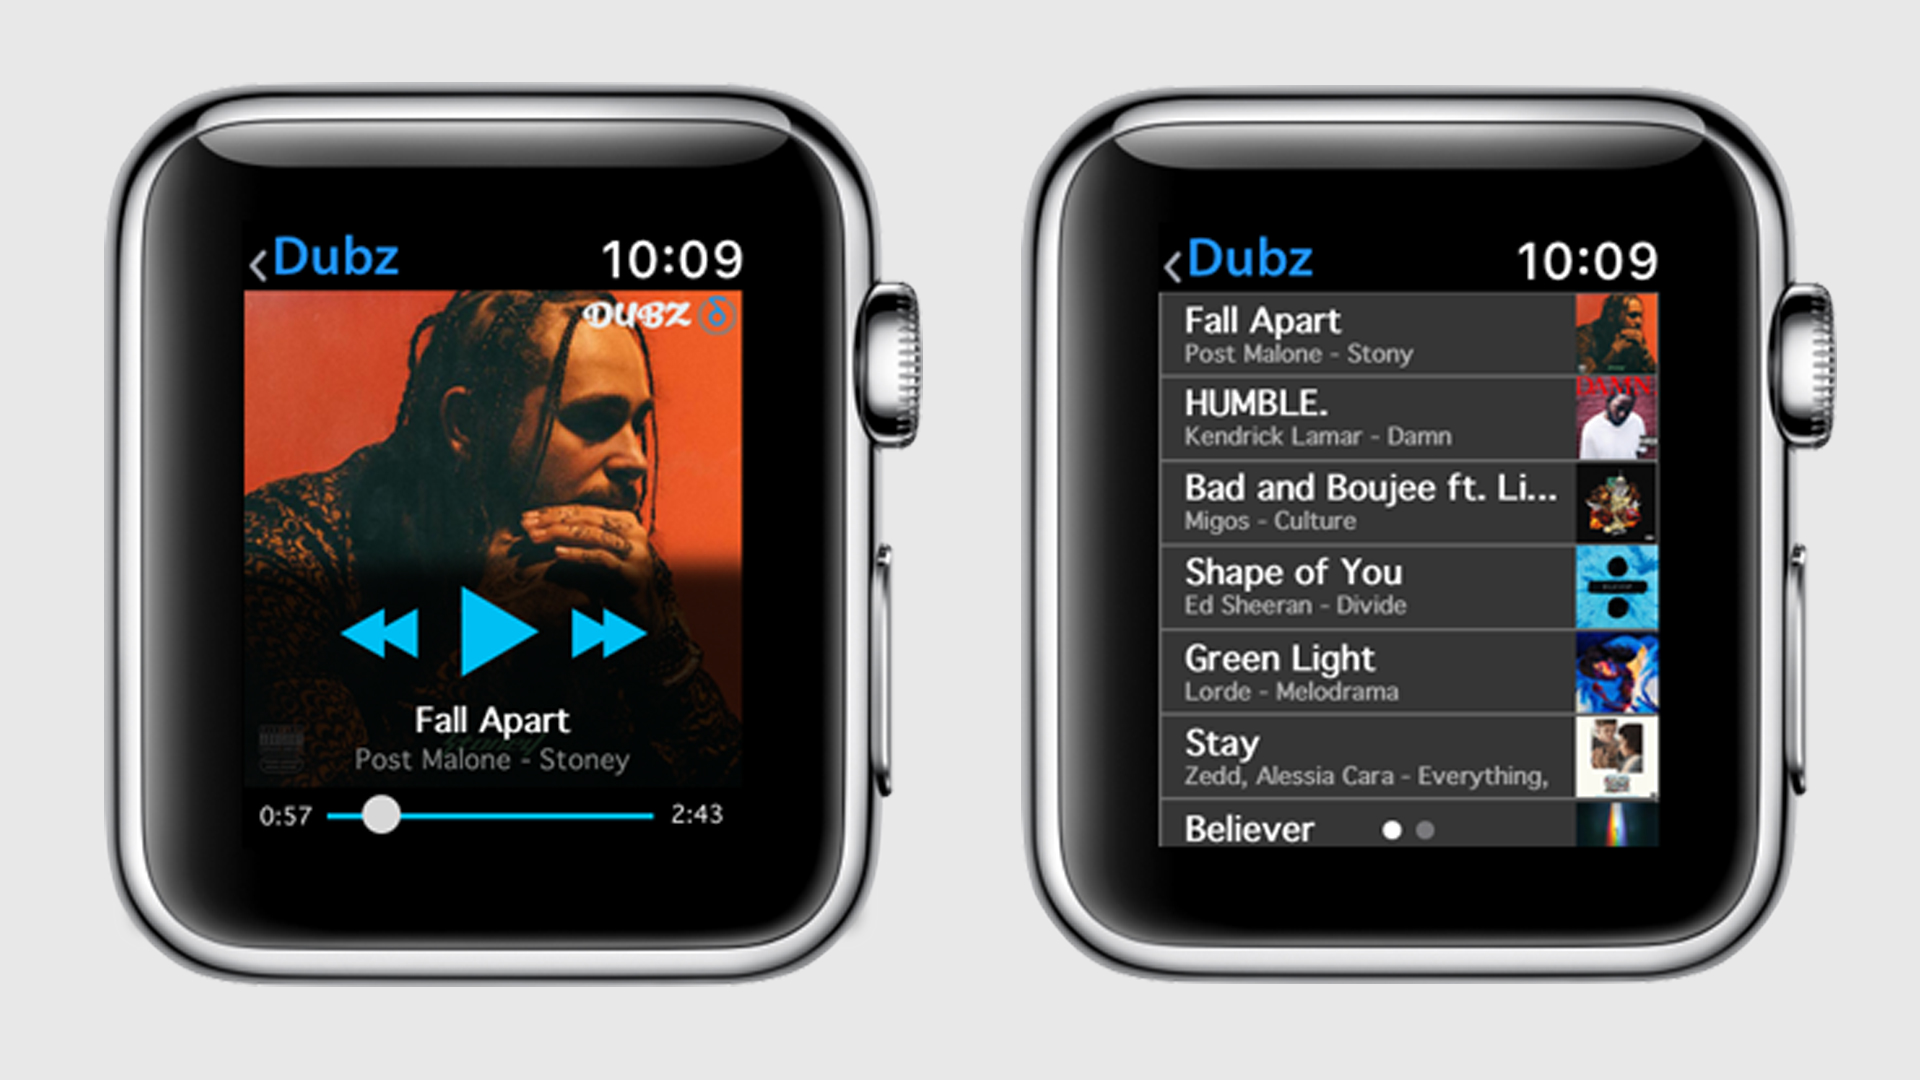 Dubz 10:09
DUBZ
Fall Apart
Post Malone - Stoney
0:57 2:43
Dubz 10:09
Fall Apart
Post Malone - Stony
HUMBLE.
Kendrick Lamar - Damn
DAMN.
Bad and Boujee ft. Li...
Migos - Culture
Shape of You
Ed Sheeran - Divide
Green Light
Lorde - Melodrama
Stay
Zedd, Alessia Cara - Everything,
Believer